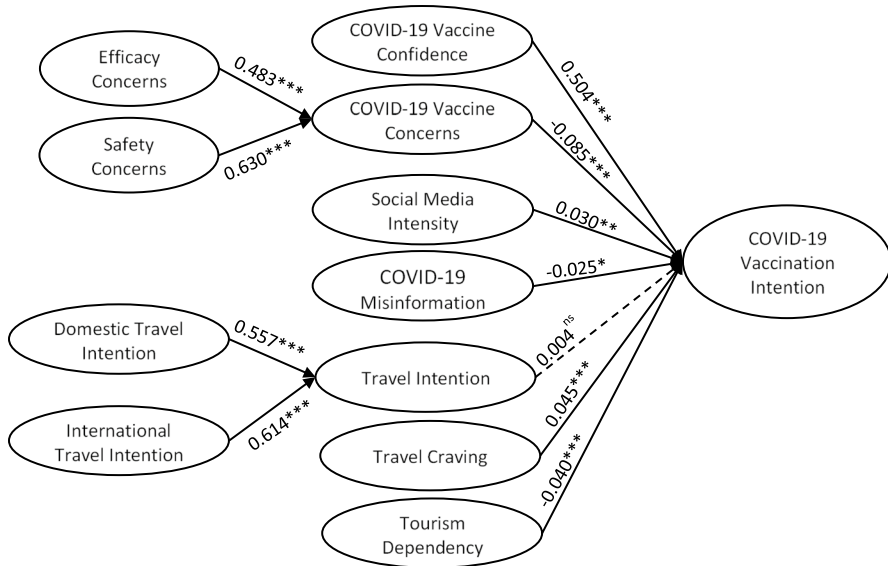 COVID-19 Vaccine
Confidence
Efficacy
Concerns
0.483***
0.504***
COVID-19 Vaccine
Concerns
Safety
Concerns
0.630***
-0.085***
Social Media
Intensity
0.030**
COVID-19
Vaccination
Intention
COVID-19
Misinformation
-0.025*
Domestic Travel
Intention
0.557***
0.004ns
Travel Intention
International
Travel Intention
0.614***
0.045***
Travel Craving
-0.040***
Tourism
Dependency